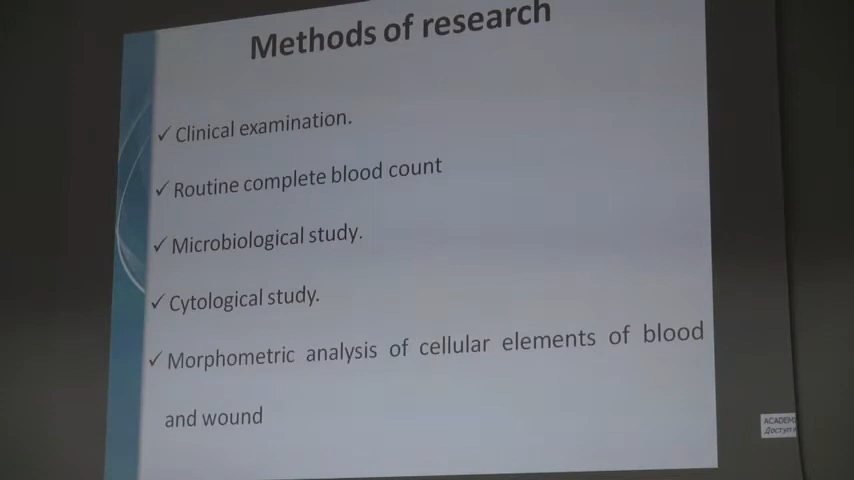 Methods of research
✓ Clinical examination.
✓ Routine complete blood count
✓ Microbiological study.
✓ Cytological study.
✓ Morphometric analysis of cellular elements of blood
and wound